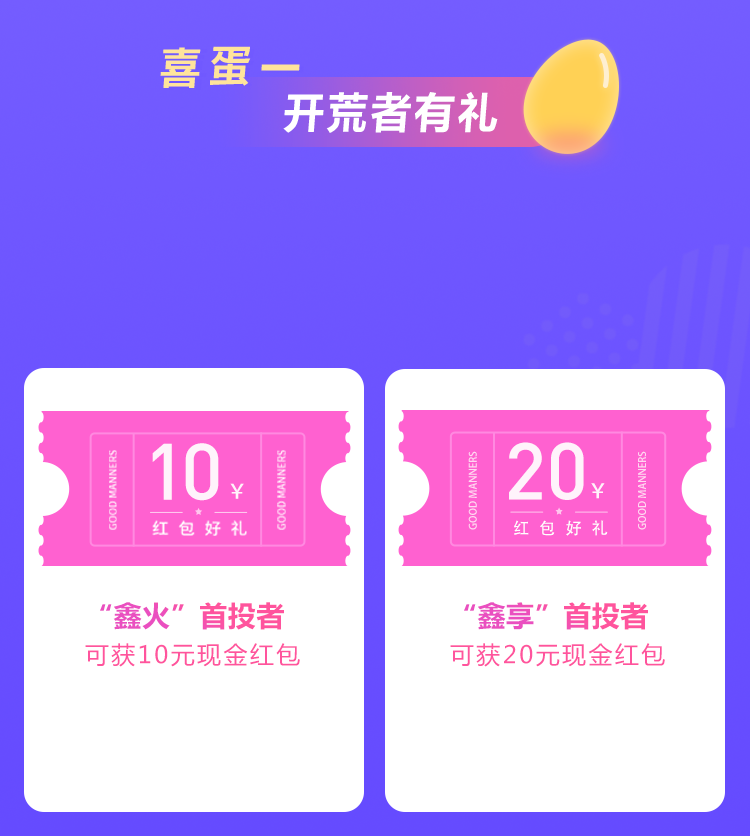 喜蛋一
开荒者有礼
GOOD MANNERS
10¥
红包好礼
GOOD MANNERS
“鑫火”首投者
可获10元现金红包
GOOD MANNERS
20¥
红包好礼
GOOD MANNERS
“鑫享”首投者
可获20元现金红包